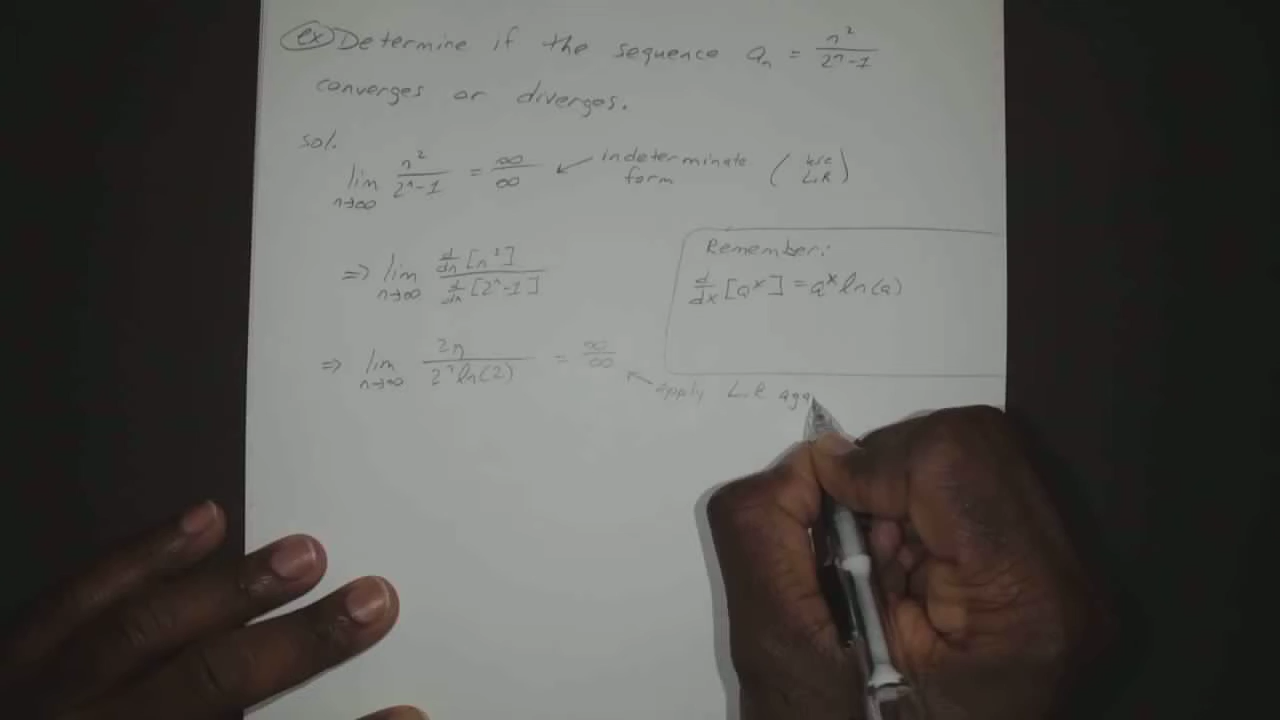 ex Determine if the sequence aₙ = n²/(2ⁿ-1)
converges or diverges.
sol.
lim n→∞ n²/(2ⁿ-1) = ∞/∞ ← indeterminate form (use L.R)
⇒ lim n→∞ d/dn[n²] / d/dn[2ⁿ-1]
Remember:
d/dx[aˣ] = aˣ ln(a)
⇒ lim n→∞ 2n/(2ⁿ ln(2)) = ∞/∞
apply L.R aga